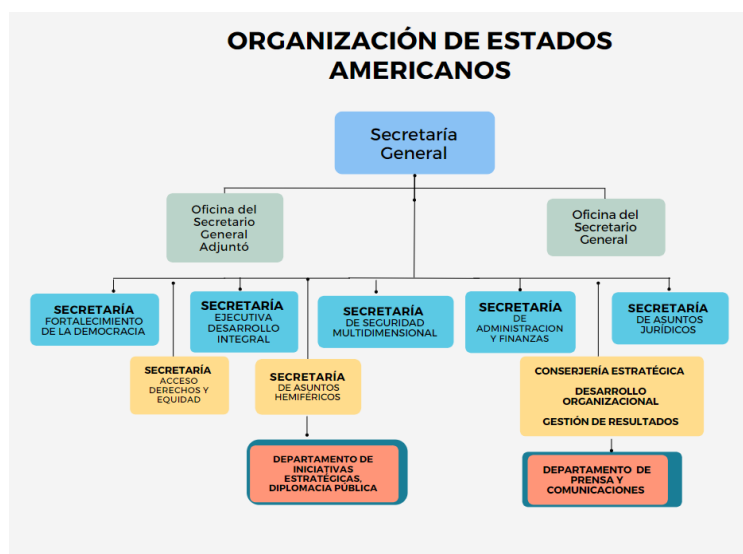 ORGANIZACIÓN DE ESTADOS
AMERICANOS
Secretaría
General
Oficina del
Secretario
General
Adjuntó
Oficina del
Secretario
General
SECRETARÍA
FORTALECIMIENTO
DE LA DEMOCRACIA
SECRETARÍA
EJECUTIVA
DESARROLLO
INTEGRAL
SECRETARÍA
DE SEGURIDAD
MULTIDIMENSIONAL
SECRETARÍA
DE
ADMINISTRACION
Y FINANZAS
SECRETARÍA
DE ASUNTOS
JURÍDICOS
SECRETARÍA
ACCESO
DERECHOS Y
EQUIDAD
SECRETARÍA
DE ASUNTOS
HEMIFÉRICOS
CONSERJERÍA ESTRATÉGICA
DESARROLLO
ORGANIZACIONAL
GESTIÓN DE RESULTADOS
DEPARTAMENTO DE
INICIATIVAS
ESTRATÉGICAS,
DIPLOMACIA PÚBLICA
DEPARTAMENTO DE
PRENSA Y
COMUNICACIONES